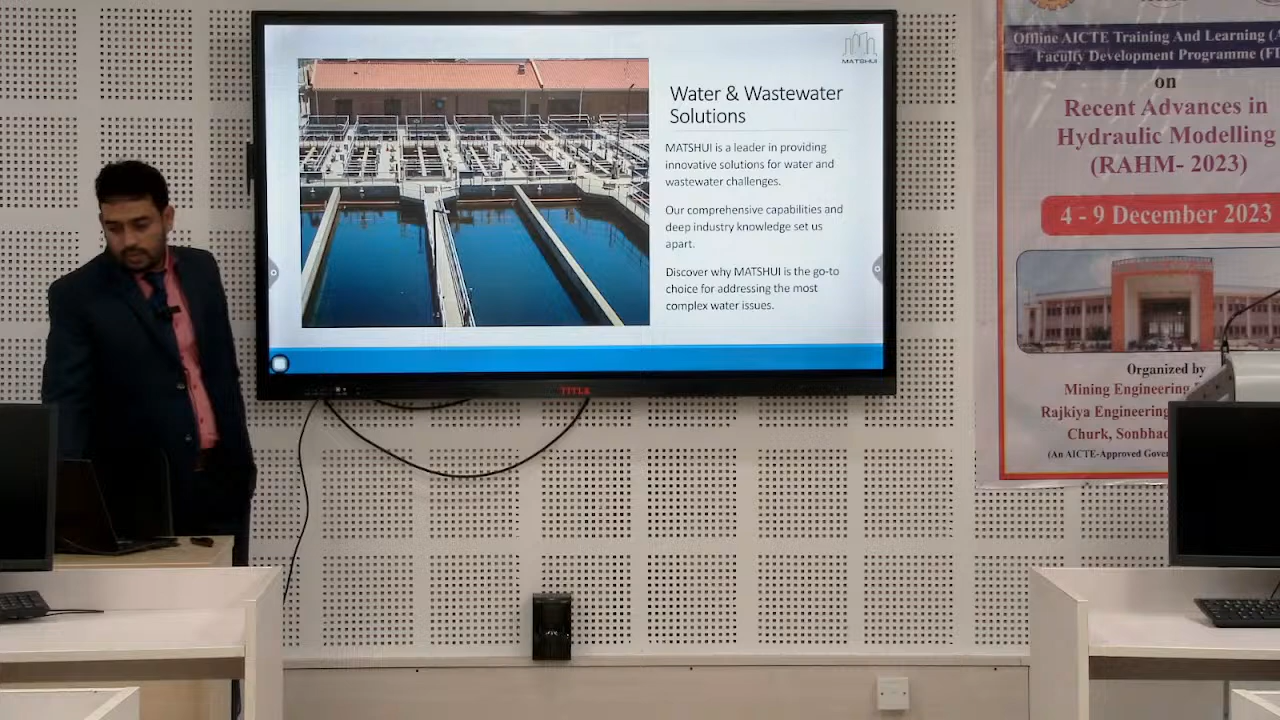 MATSHUI
Water & Wastewater
Solutions
MATSHUI is a leader in providing
innovative solutions for water and
wastewater challenges.
Our comprehensive capabilities and
deep industry knowledge set us
apart.
Discover why MATSHUI is the go-to
choice for addressing the most
complex water issues.
Offline AICTE Training And Learning
Faculty Development Programme
on
Recent Advances in
Hydraulic Modelling
(RAHM- 2023)
4 - 9 December 2023
Organized by
Mining Engineering
Rajkiya Engineering
Churk,
(An AICTE-Approved